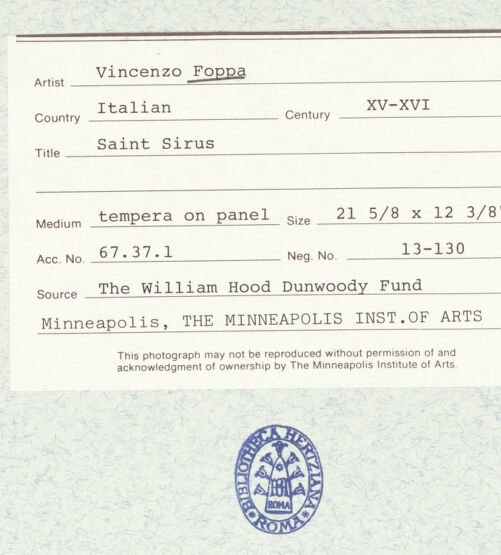 Artist Vincenzo Foppa
Country Italian Century XV-XVI
Title Saint Sirus
Medium tempera on panel Size 21 5/8 x 12 3/8"
Acc. No. 67.37.1 Neg. No. 13-130
Source The William Hood Dunwoody Fund
Minneapolis, THE MINNEAPOLIS INST.OF ARTS
This photograph may not be reproduced without permission of and
acknowledgment of ownership by The Minneapolis Institute of Arts.
BIBLIOTHECA HERTZIANA
ROMA
*ROMA*